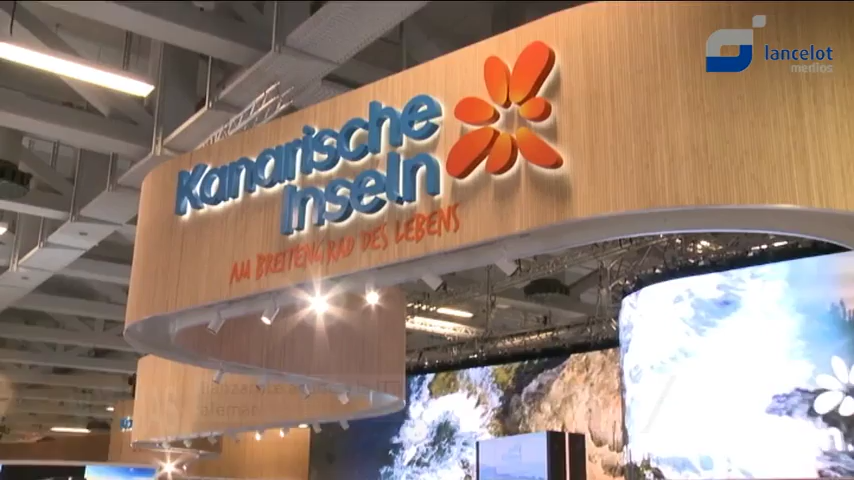 lancelot
medios
Kanarische
Inseln
AM BREITENGRAD DES LEBENS